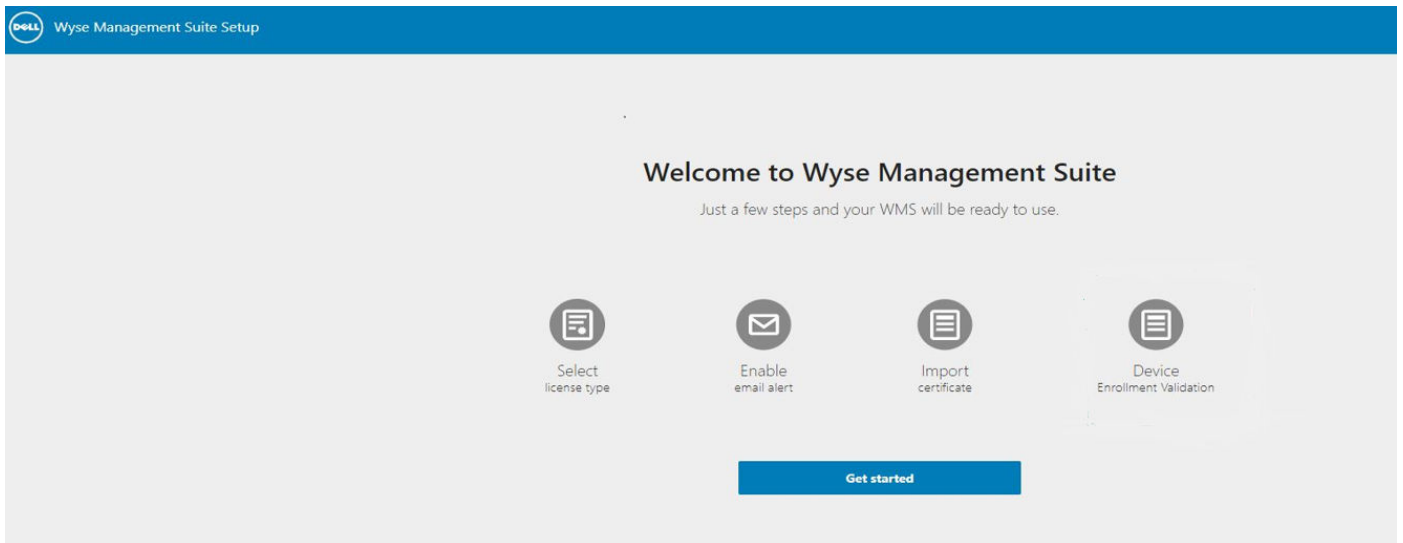 DELL
Wyse Management Suite Setup
Welcome to Wyse Management Suite
Just a few steps and your WMS will be ready to use.
Select
license type
Enable
email alert
Import
certificate
Device
Enrollment Validation
Get started